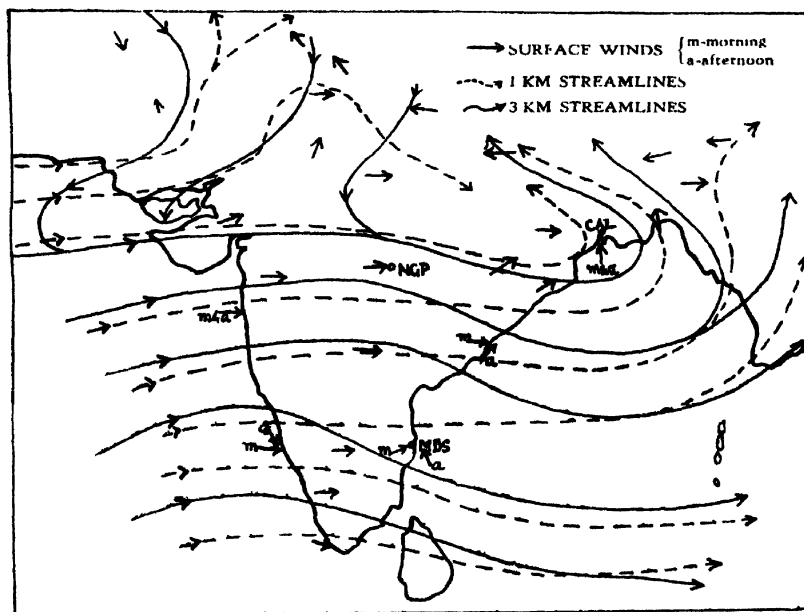 SURFACE WINDS { m-morning
a-afternoon
1 KM STREAMLINES
3 KM STREAMLINES
CAL
m&a
NGP
m&a
m
a
a
m
m
MDS
a